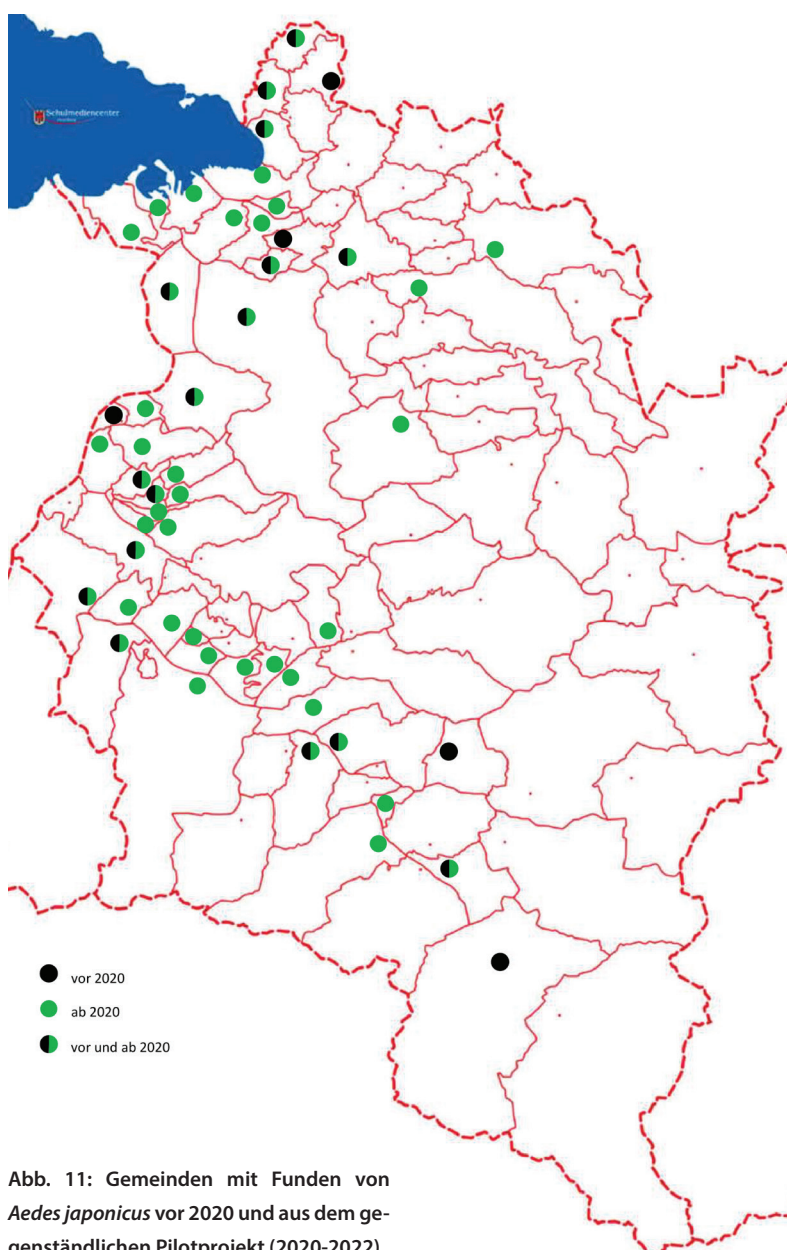 Schulmediencenter
vor 2020
ab 2020
vor und ab 2020
Abb. 11: Gemeinden mit Funden von
Aedes japonicus vor 2020 und aus dem ge-
genständlichen Pilotprojekt (2020-2022)